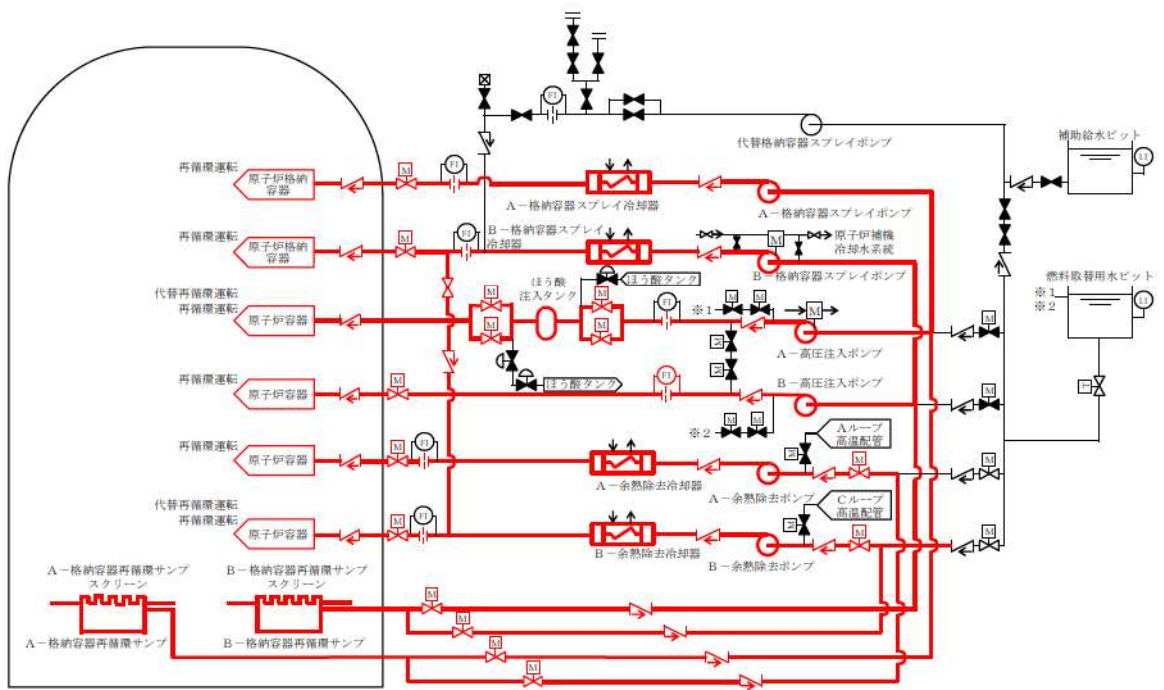 FI
代替格納容器スプレイポンプ
補助給水ピット
LI
再循環運転
原子炉格納
容器
M
FI
A－格納容器スプレイ冷却器
A－格納容器スプレイポンプ
再循環運転
原子炉格納
容器
M
FI
B－格納容器スプレイ
冷却器
M
原子炉補機
冷却水系統
B－格納容器スプレイポンプ
代替再循環運転
再循環運転
原子炉容器
M
M
ほう酸
注入タンク
ほう酸タンク
M
M
FI
※1
M
M
M
A－高圧注入ポンプ
燃料取替用水ピット
※1
※2
LI
M
M
M
ほう酸タンク
再循環運転
原子炉容器
M
FI
B－高圧注入ポンプ
M
※2
M
M
再循環運転
原子炉容器
M
FI
A－余熱除去冷却器
A－余熱除去ポンプ
Aループ
高温配管
M
M
M
代替再循環運転
再循環運転
原子炉容器
M
FI
B－余熱除去冷却器
B－余熱除去ポンプ
Cループ
高温配管
M
M
M
A－格納容器再循環サンプ
スクリーン
A－格納容器再循環サンプ
B－格納容器再循環サンプ
スクリーン
B－格納容器再循環サンプ
M
M
M
M